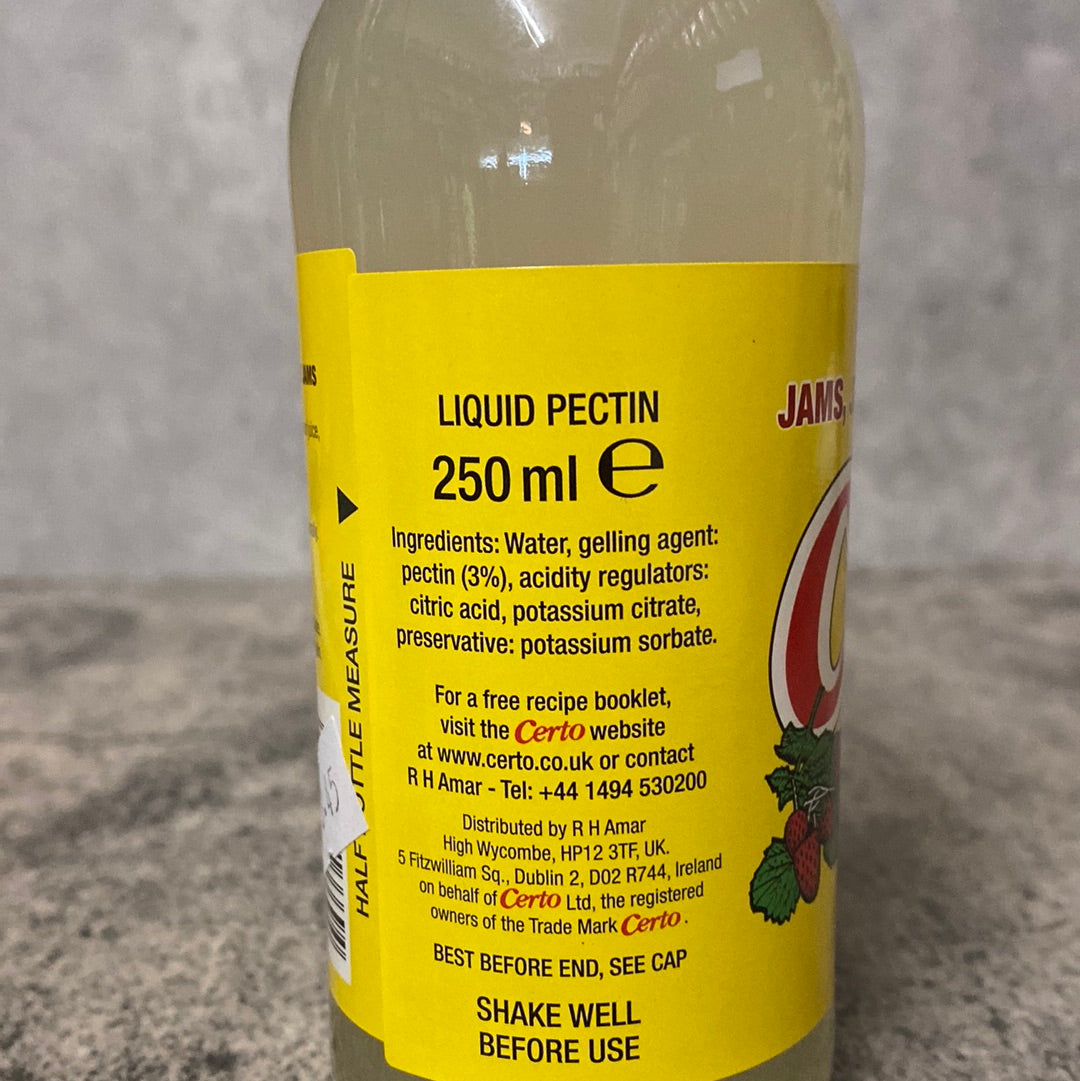 LIQUID PECTIN
250 ml e
Ingredients: Water, gelling agent:
pectin (3%), acidity regulators:
citric acid, potassium citrate,
preservative: potassium sorbate.
For a free recipe booklet,
visit the Certo website
at www.certo.co.uk or contact
R H Amar - Tel: +44 1494 530200
Distributed by R H Amar
High Wycombe, HP12 3TF, UK.
5 Fitzwilliam Sq., Dublin 2, D02 R744, Ireland
on behalf of Certo Ltd, the registered
owners of the Trade Mark Certo.
BEST BEFORE END, SEE CAP
SHAKE WELL
BEFORE USE
HALF MEASURE
JAMS,